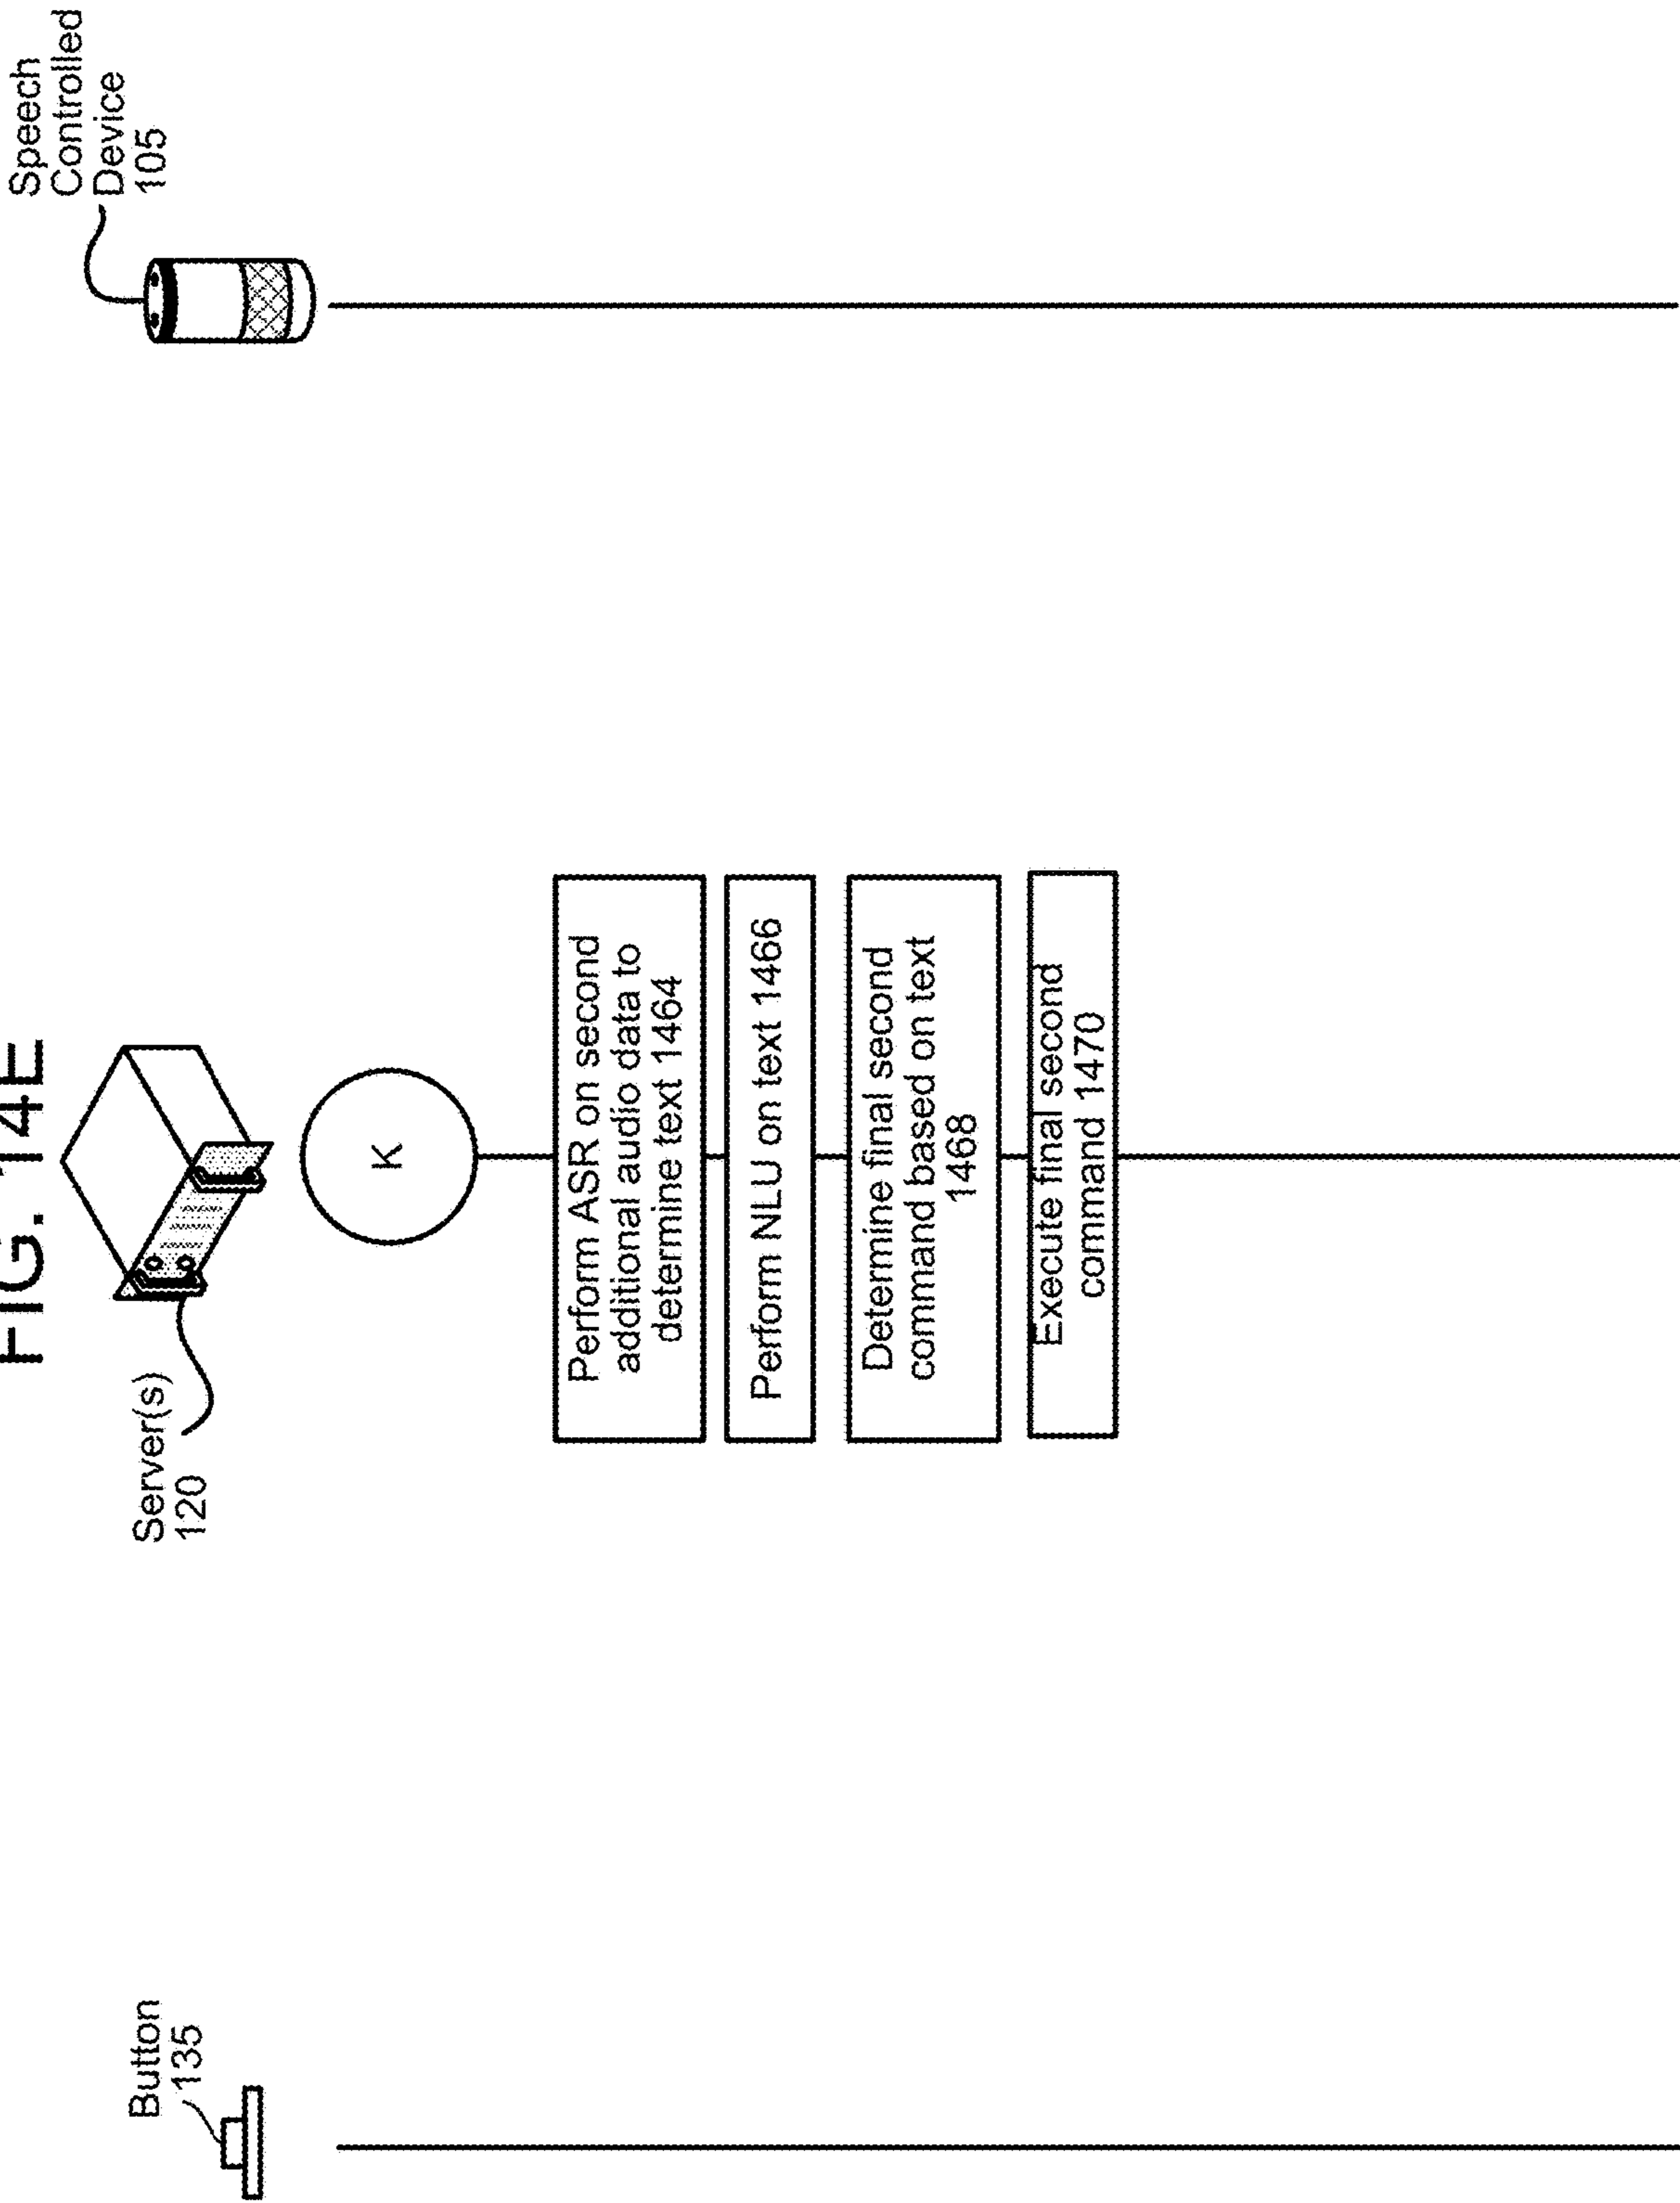 FIG. 14E
Button
135
Server(s)
120
Speech
Controlled
Device
105
K
Perform ASR on second
additional audio data to
determine text 1464
Perform NLU on text 1466
Determine final second
command based on text
1468
Execute final second
command 1470